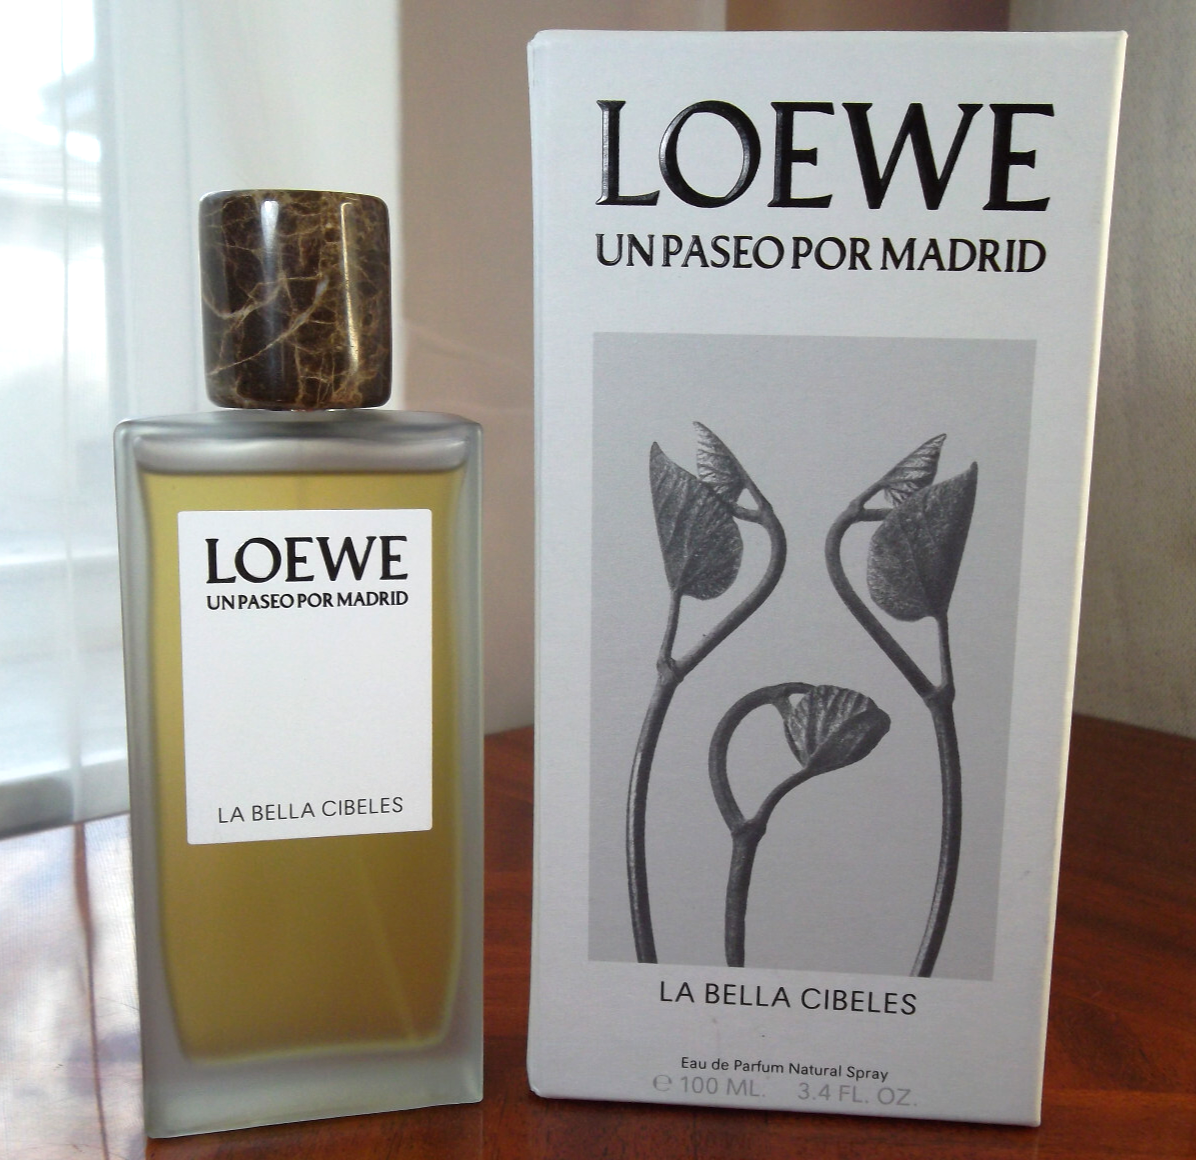 LOEWE
UN PASEO POR MADRID
LA BELLA CIBELES
LOEWE
UN PASEO POR MADRID
LA BELLA CIBELES
Eau de Parfum Natural Spray
℮ 100 ML. 3.4 FL. OZ.